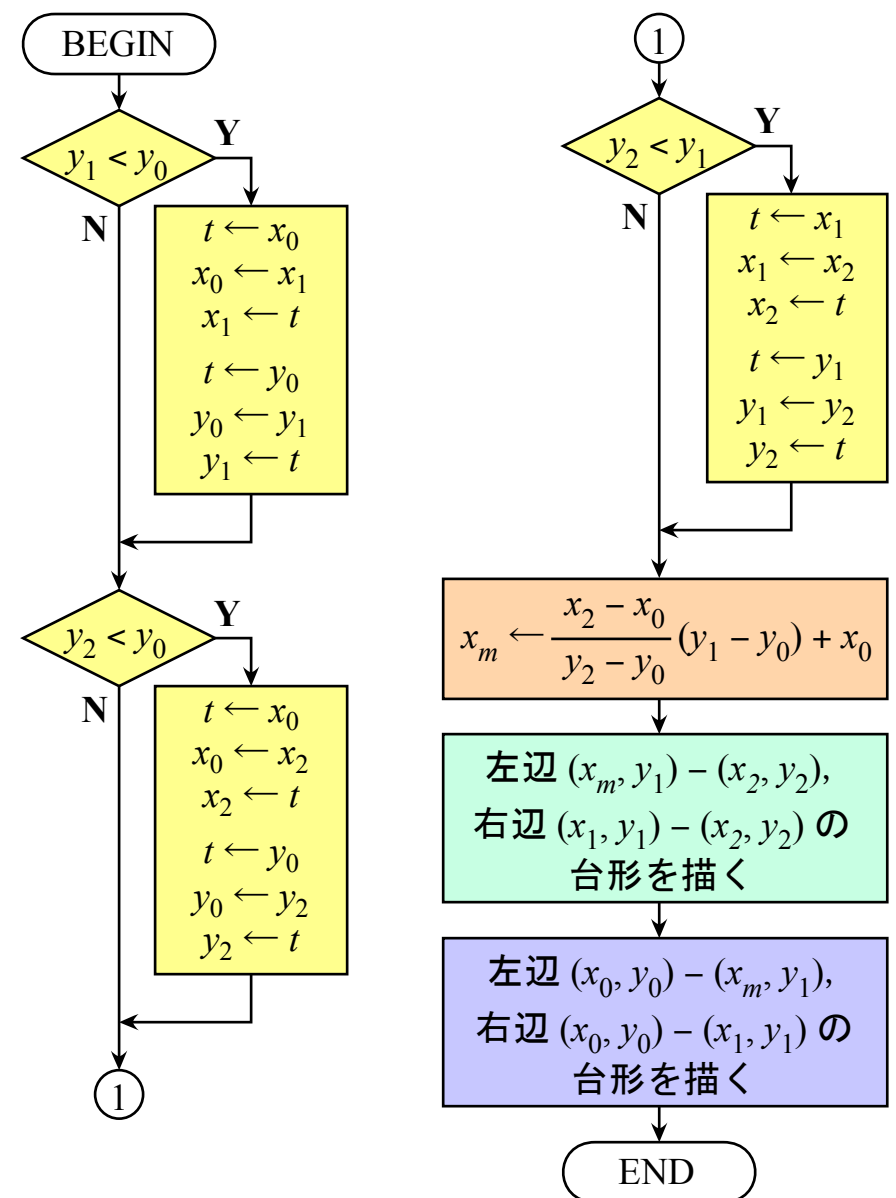 BEGIN
y₁ < y₀
Y
N
t ← x₀
x₀ ← x₁
x₁ ← t
t ← y₀
y₀ ← y₁
y₁ ← t
y₂ < y₀
Y
N
t ← x₀
x₀ ← x₂
x₂ ← t
t ← y₀
y₀ ← y₂
y₂ ← t
1
1
y₂ < y₁
Y
N
t ← x₁
x₁ ← x₂
x₂ ← t
t ← y₁
y₁ ← y₂
y₂ ← t
xₘ ← (x₂ − x₀)/(y₂ − y₀) (y₁ − y₀) + x₀
左辺 (xₘ, y₁) − (x₂, y₂),
右辺 (x₁, y₁) − (x₂, y₂) の
台形を描く
左辺 (x₀, y₀) − (xₘ, y₁),
右辺 (x₀, y₀) − (x₁, y₁) の
台形を描く
END